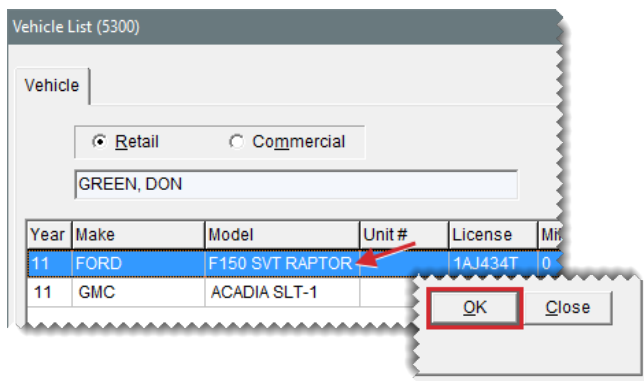 Vehicle List (5300)
Vehicle
Retail Commercial
GREEN, DON
Year Make Model Unit # License
11 FORD F150 SVT RAPTOR 1AJ434T 0
11 GMC ACADIA SLT-1
OK Close